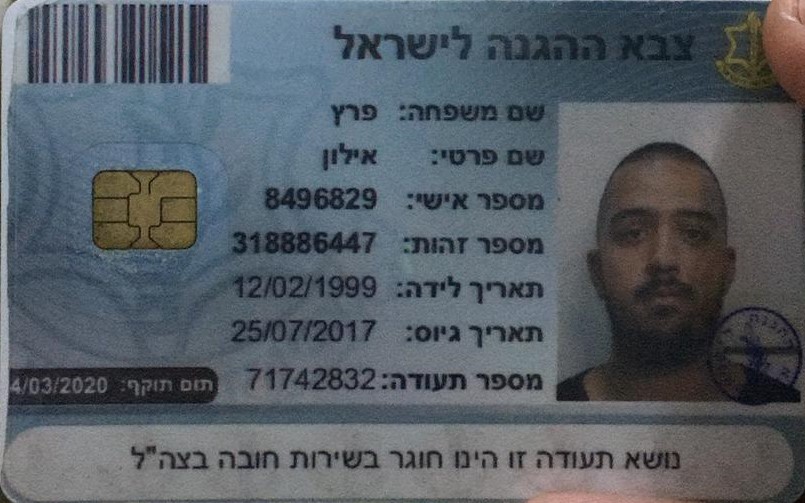 צבא ההגנה לישראל
שם משפחה: פרץ
שם פרטי: אילון
מספר אישי: 8496829
מספר זהות: 318886447
תאריך לידה: 12/02/1999
תאריך גיוס: 25/07/2017
מספר תעודה: 71742832
תום תוקף: 4/03/2020
נושא תעודה זו הינו חוגר בשירות חובה בצה"ל